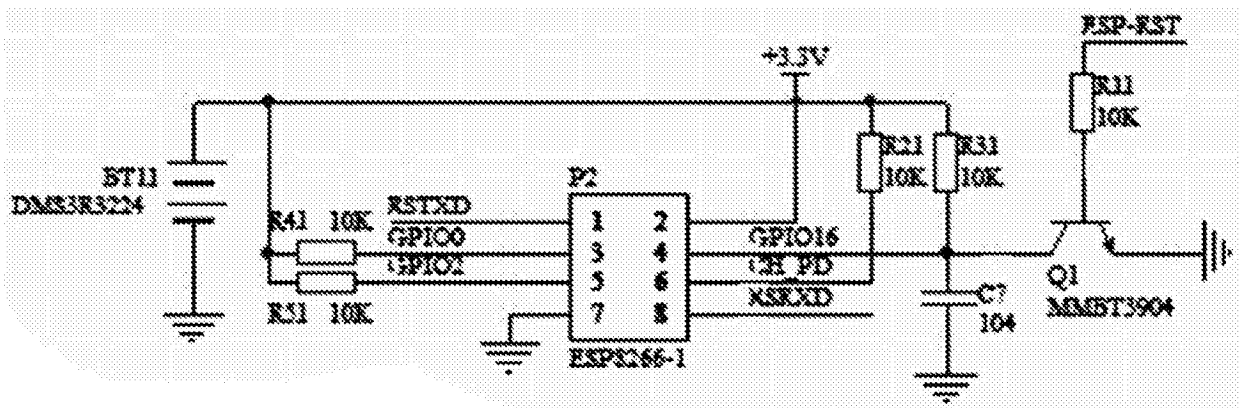 ESP-RST
+3.3V
R11
10K
R21
10K
R31
10K
BT11
DMS3R3224
P2
RSTXD
1 2
R41 10K
GPIO0
3 4
GPIO16
GPIO2
5 6
CH_PD
R51 10K
7 8
RSRXD
ESP8266-1
C7
104
Q1
MMBT3904